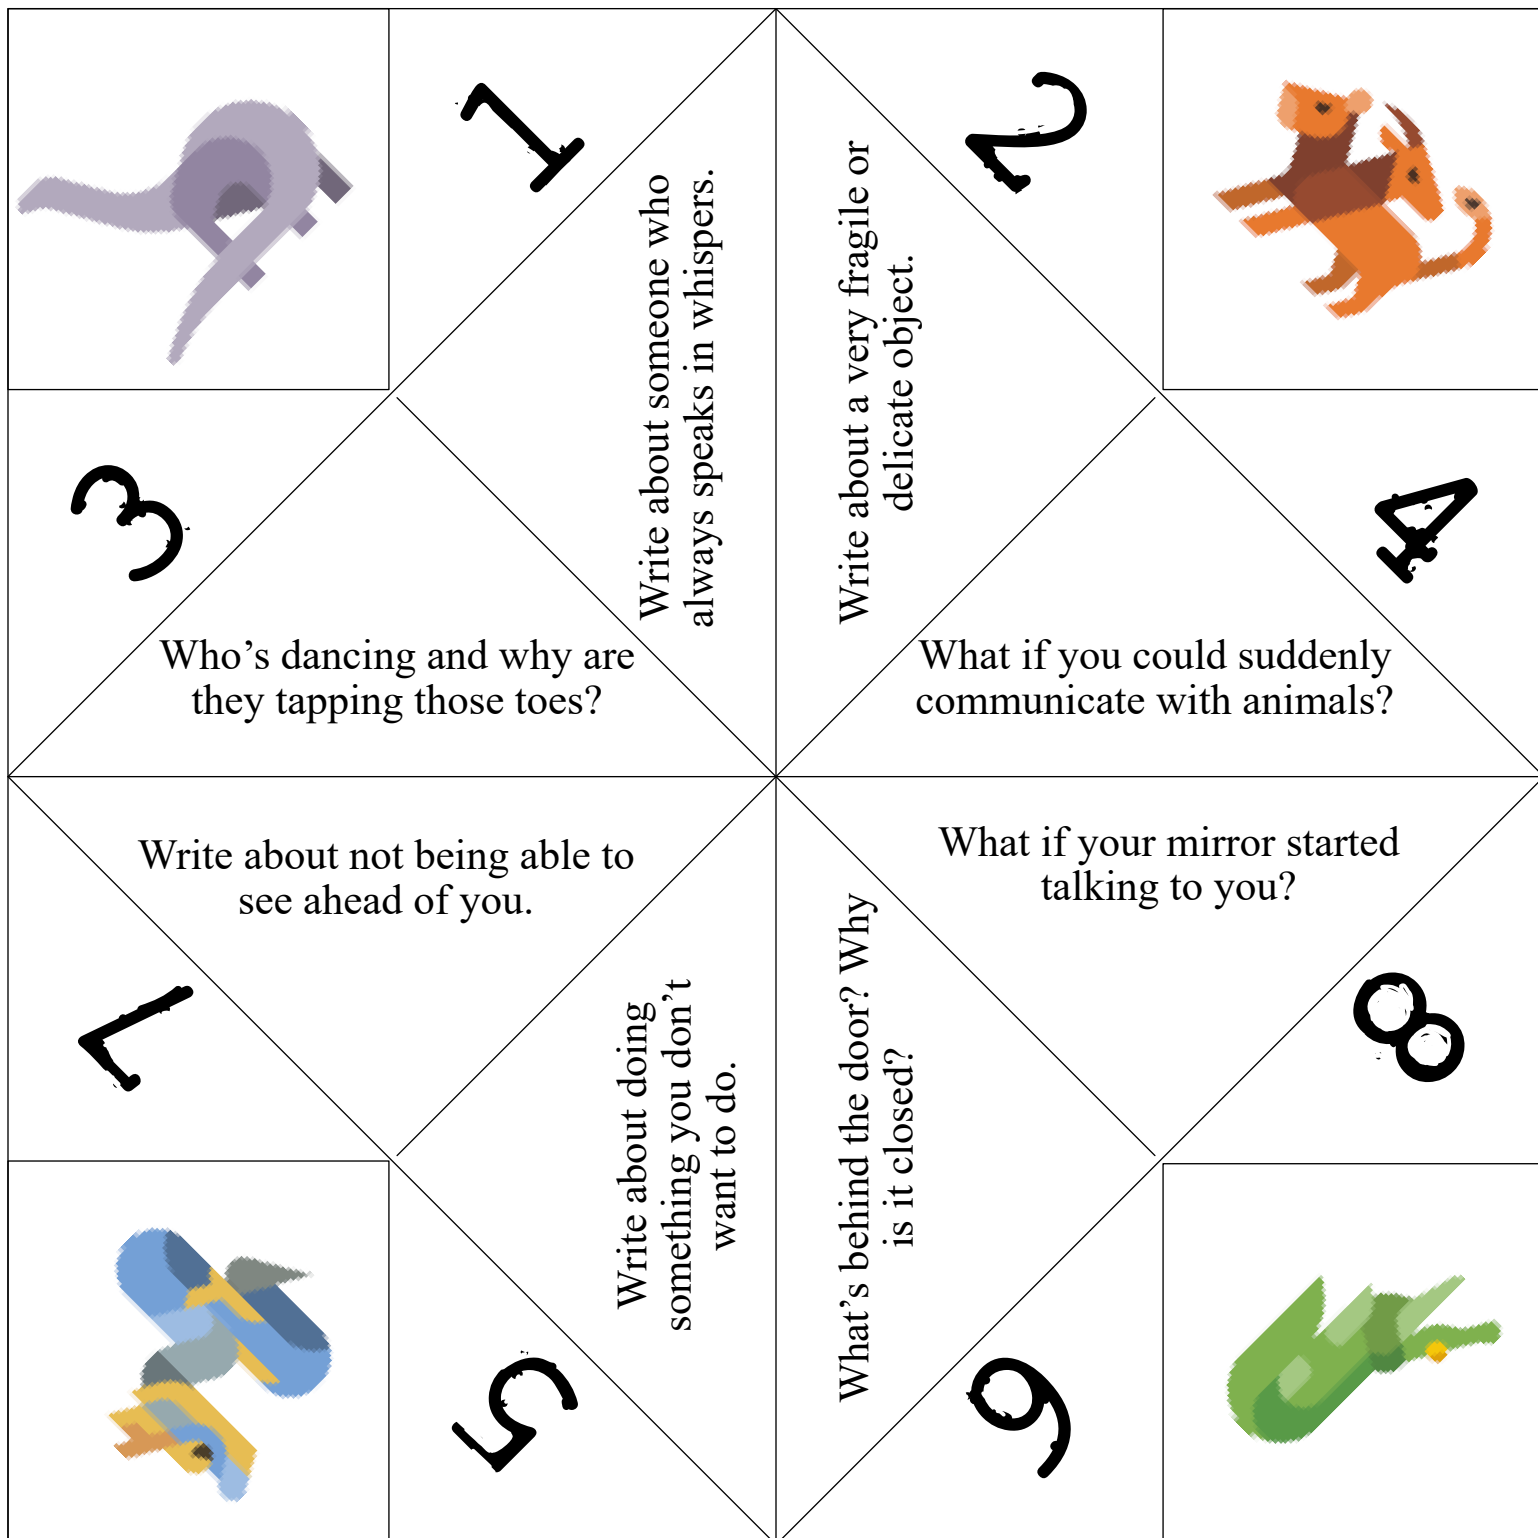 1
2
Write about someone who
always speaks in whispers.
Write about a very fragile or
delicate object.
3
4
Who’s dancing and why are
they tapping those toes?
What if you could suddenly
communicate with animals?
Write about not being able to
see ahead of you.
What if your mirror started
talking to you?
7
8
Write about doing
something you don’t
want to do.
What’s behind the door? Why
is it closed?
5
6